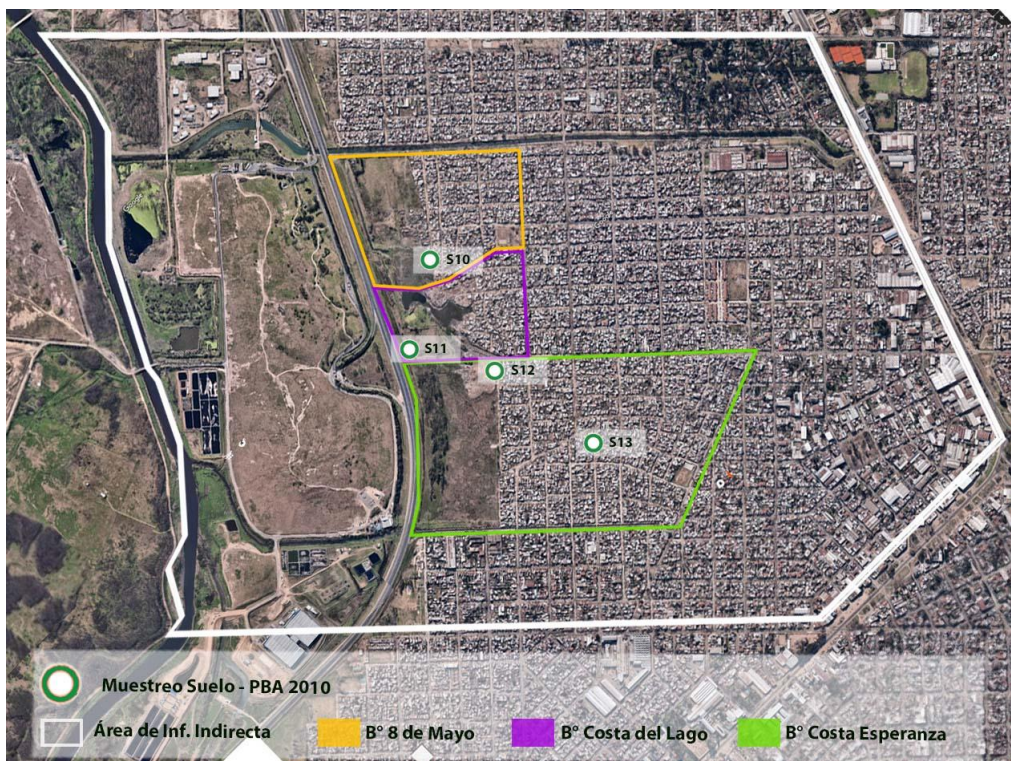 S10
S11
S12
S13
Muestreo Suelo - PBA 2010
Área de Inf. Indirecta
B° 8 de Mayo
B° Costa del Lago
B° Costa Esperanza